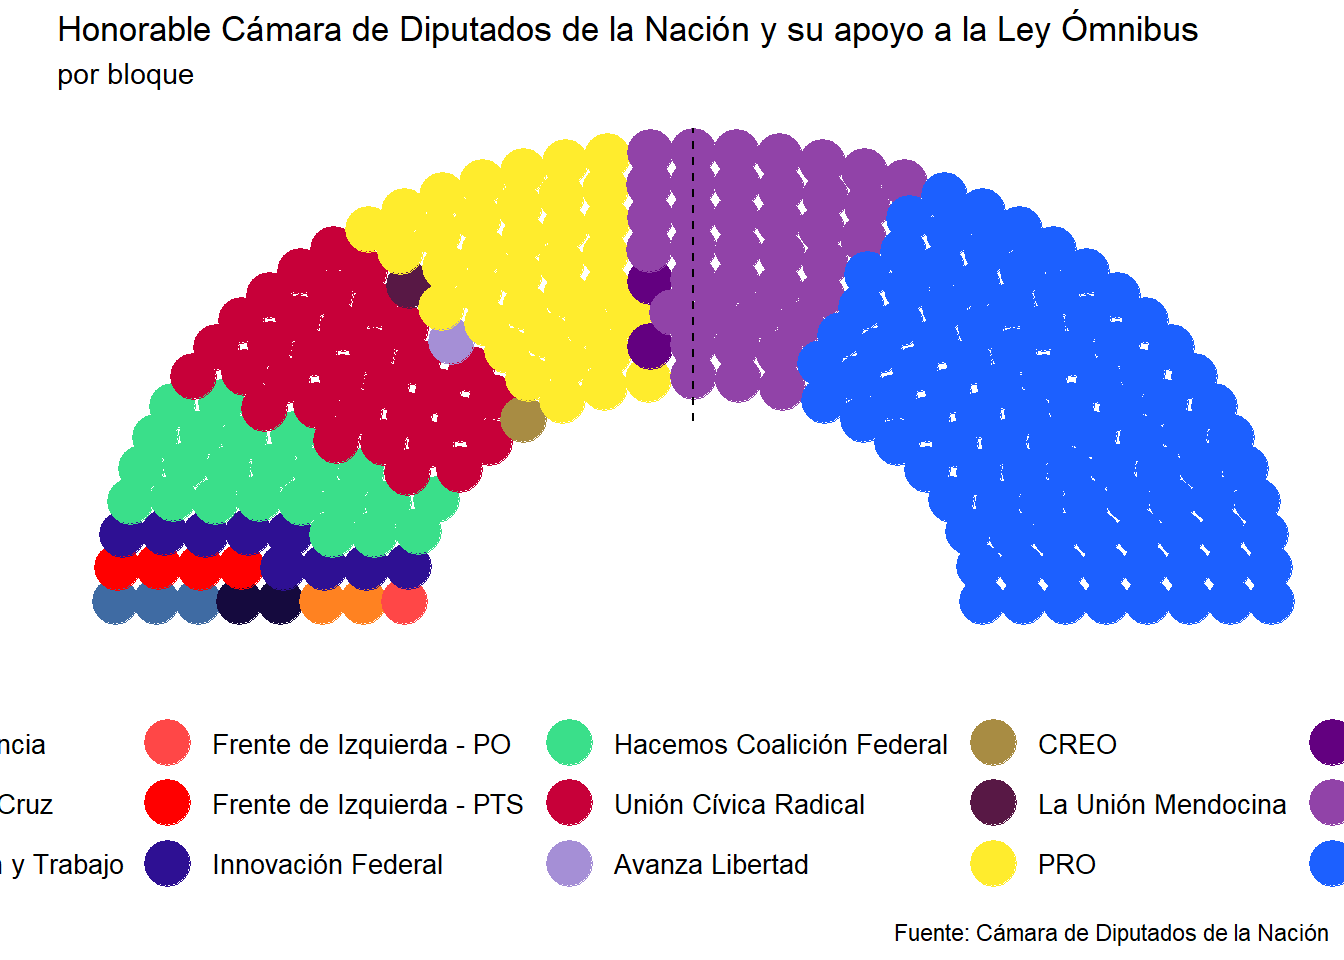 Honorable Cámara de Diputados de la Nación y su apoyo a la Ley Ómnibus
por bloque
ncia
Frente de Izquierda - PO
Hacemos Coalición Federal
CREO
Cruz
Frente de Izquierda - PTS
Unión Cívica Radical
La Unión Mendocina
y Trabajo
Innovación Federal
Avanza Libertad
PRO
Fuente: Cámara de Diputados de la Nación